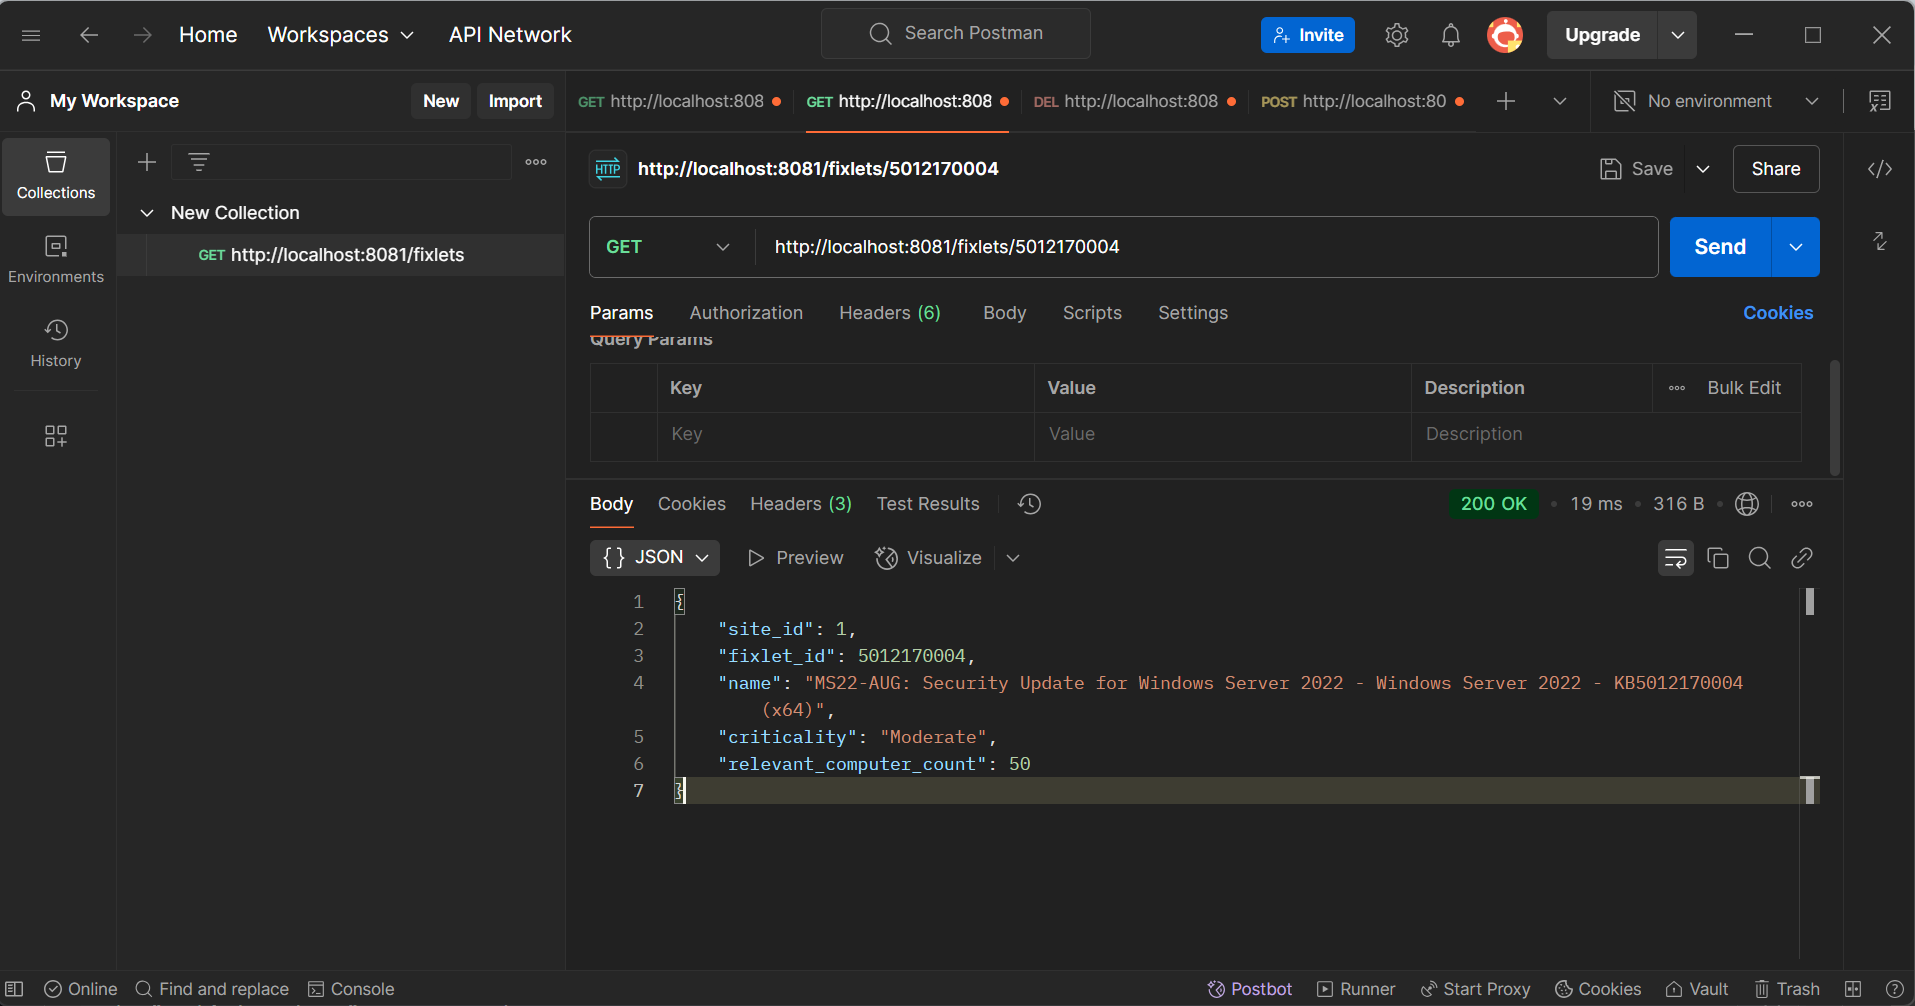 Home Workspaces API Network Search Postman Invite Upgrade
My Workspace New Import GET http://localhost:808 GET http://localhost:808 DEL http://localhost:808 POST http://localhost:80 No environment
Collections
New Collection
GET http://localhost:8081/fixlets
Environments
History
HTTP http://localhost:8081/fixlets/5012170004 Save Share
GET http://localhost:8081/fixlets/5012170004 Send
Params Authorization Headers (6) Body Scripts Settings Cookies
Query Params
Key Value Description Bulk Edit
Key Value Description
Body Cookies Headers (3) Test Results 200 OK 19 ms 316 B
{} JSON Preview Visualize
1 {
2 "site_id": 1,
3 "fixlet_id": 5012170004,
4 "name": "MS22-AUG: Security Update for Windows Server 2022 - Windows Server 2022 - KB5012170004
(x64)",
5 "criticality": "Moderate",
6 "relevant_computer_count": 50
7 }
Online Find and replace Console Postbot Runner Start Proxy Cookies Vault Trash